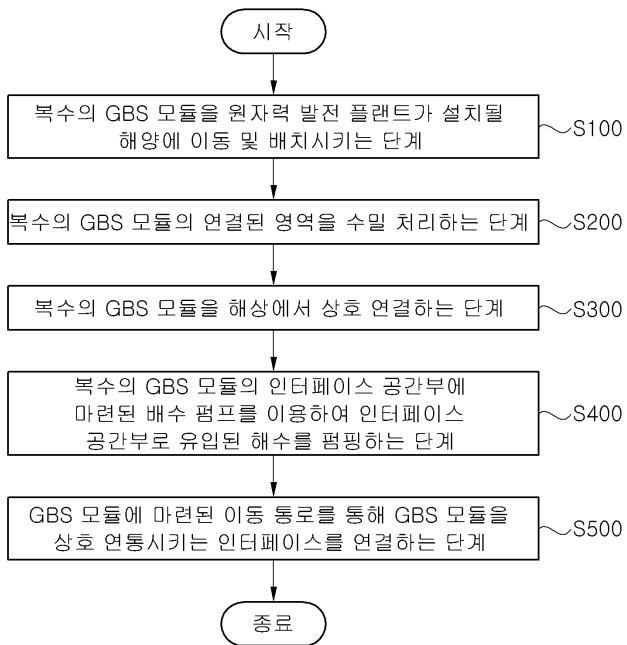 시작
복수의 GBS 모듈을 원자력 발전 플랜트가 설치될
해양에 이동 및 배치시키는 단계
S100
복수의 GBS 모듈의 연결된 영역을 수밀 처리하는 단계
S200
복수의 GBS 모듈을 해상에서 상호 연결하는 단계
S300
복수의 GBS 모듈의 인터페이스 공간부에
마련된 배수 펌프를 이용하여 인터페이스
공간부로 유입된 해수를 펌핑하는 단계
S400
GBS 모듈에 마련된 이동 통로를 통해 GBS 모듈을
상호 연통시키는 인터페이스를 연결하는 단계
S500
종료